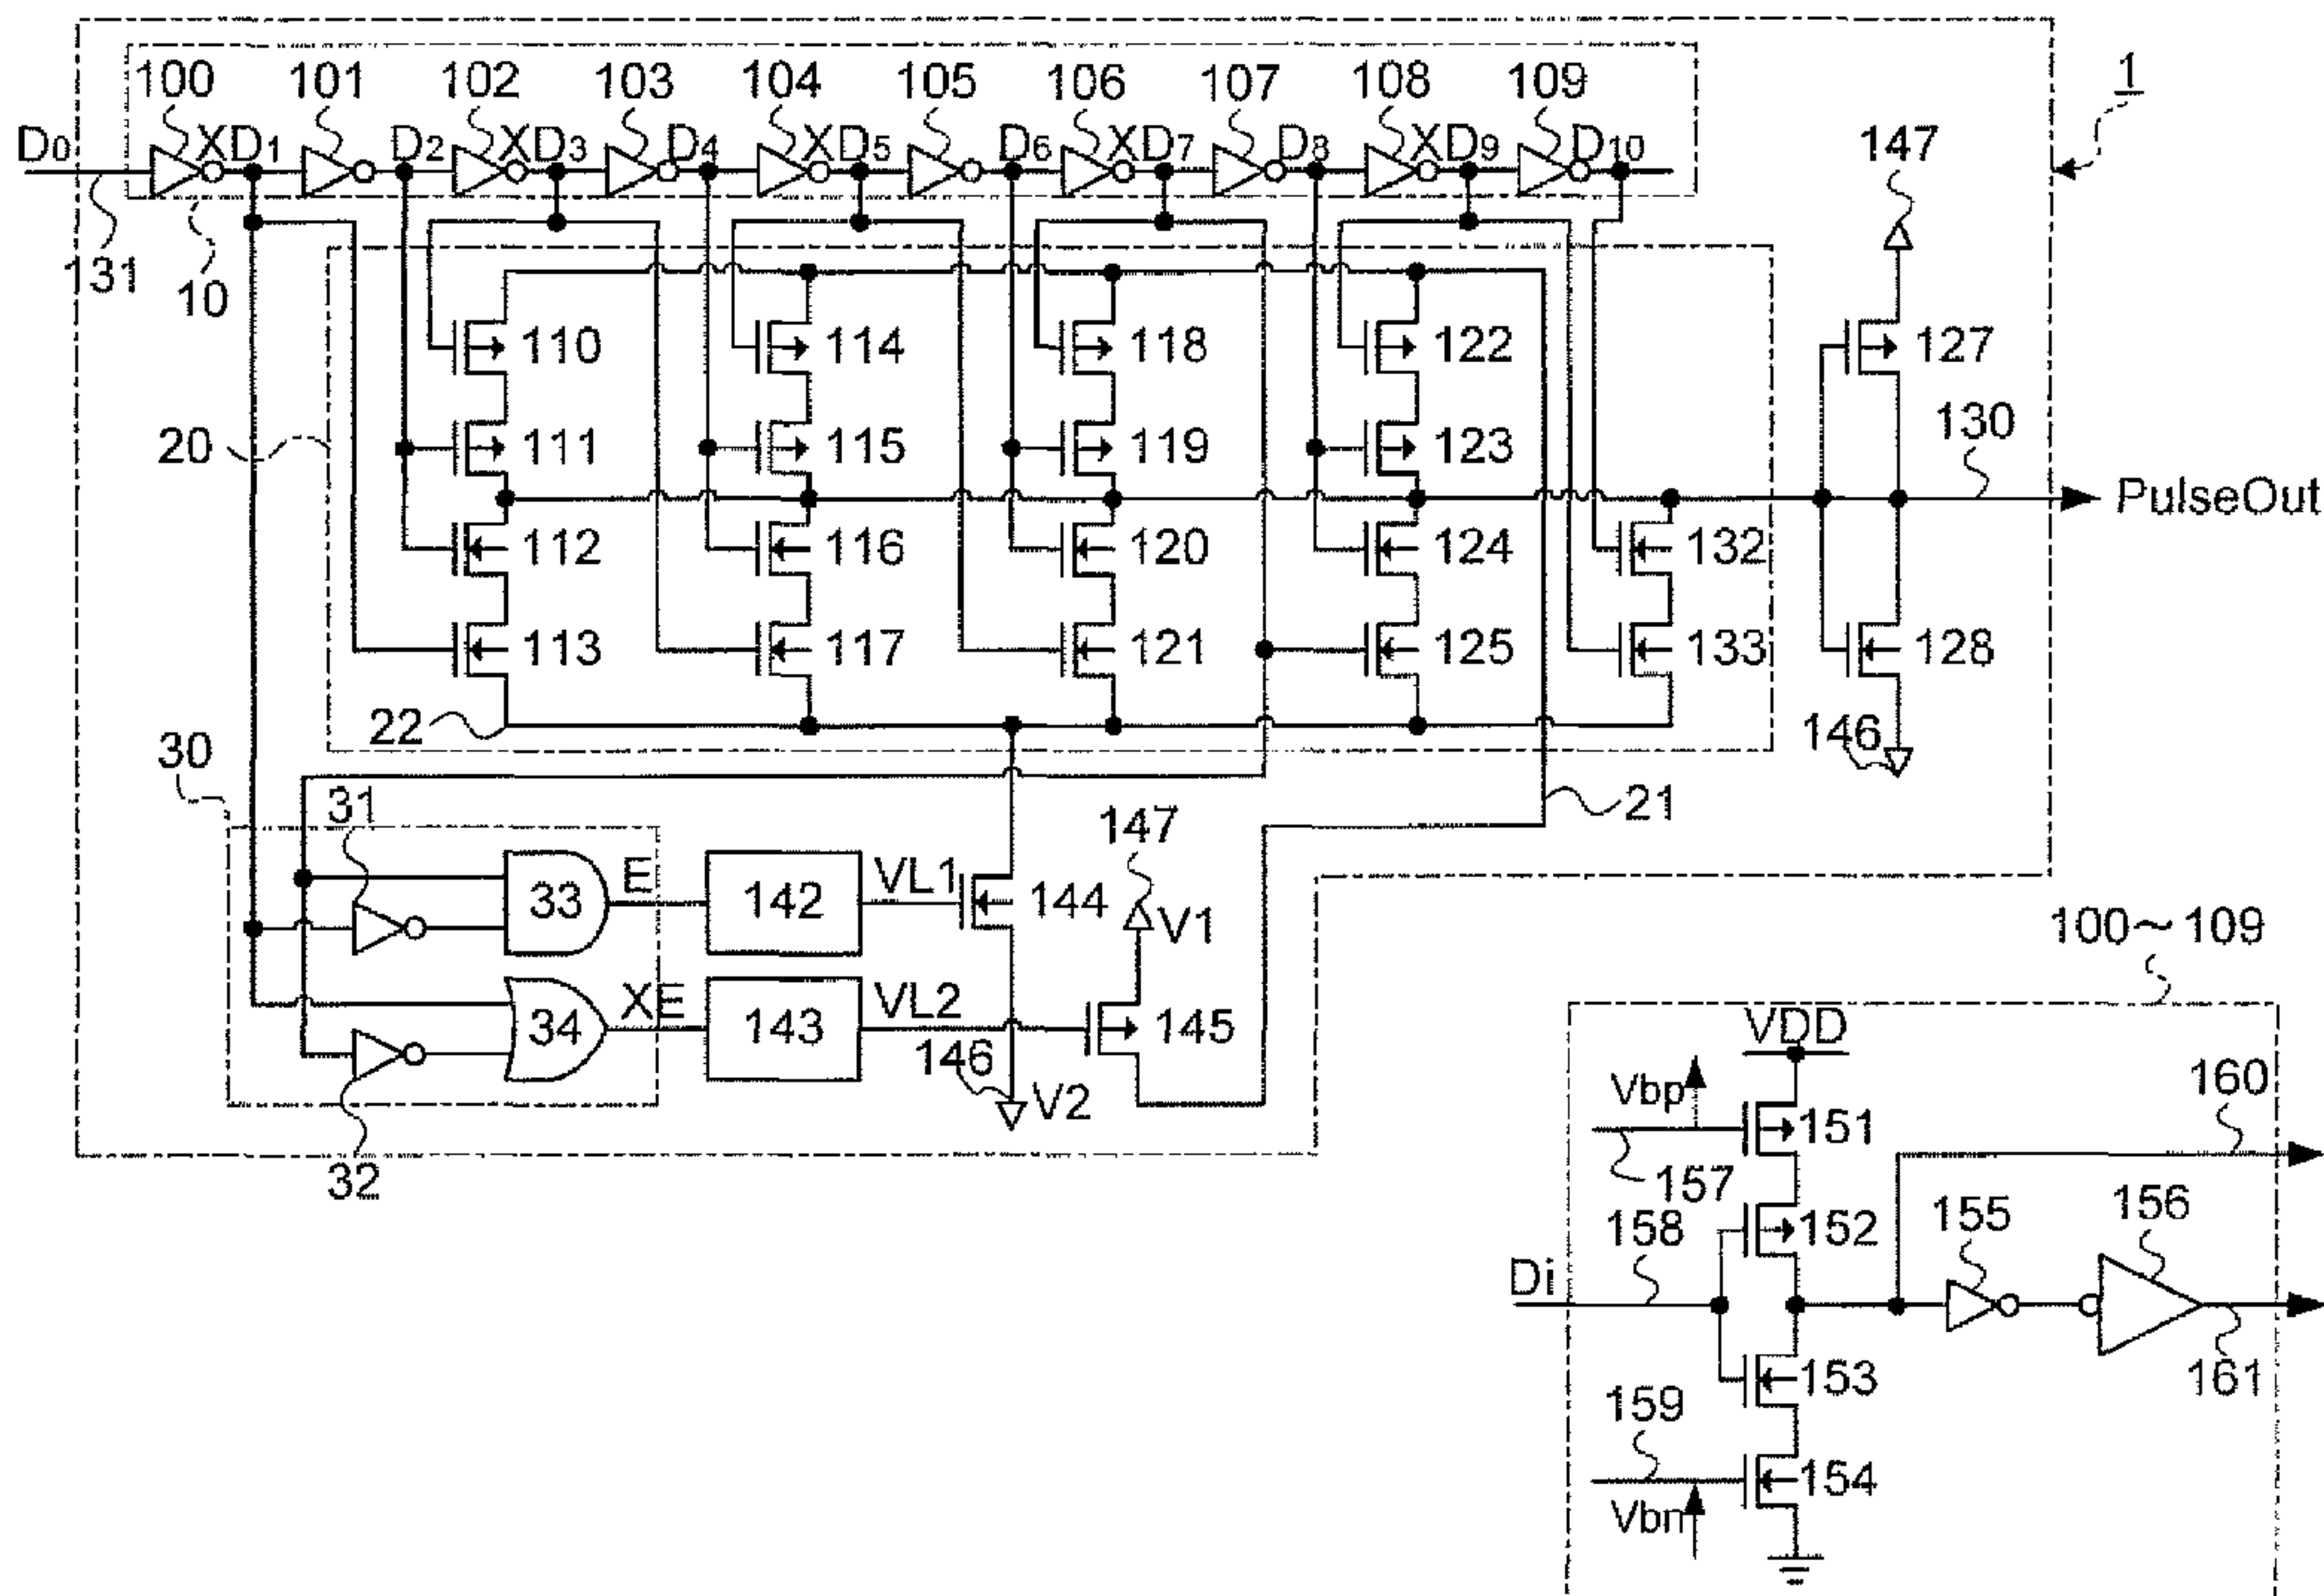 100 101 102 103 104 105 106 107 108 109
1
D0 XD1 D2 XD3 D4 XD5 D6 XD7 D8 XD9 D10
147
131 10
110 114 118 122 127
20 111 115 119 123 130
PulseOut
112 116 120 124 132
113 117 121 125 133 128
22
30 146
31 147 21
33 E 142 VL1 144 V1
100~109
34 XE 143 VL2 145
146 V2
32
VDD
Vbp 151 160
157
158 152 155 156
Di
153 161
159
154
Vbn